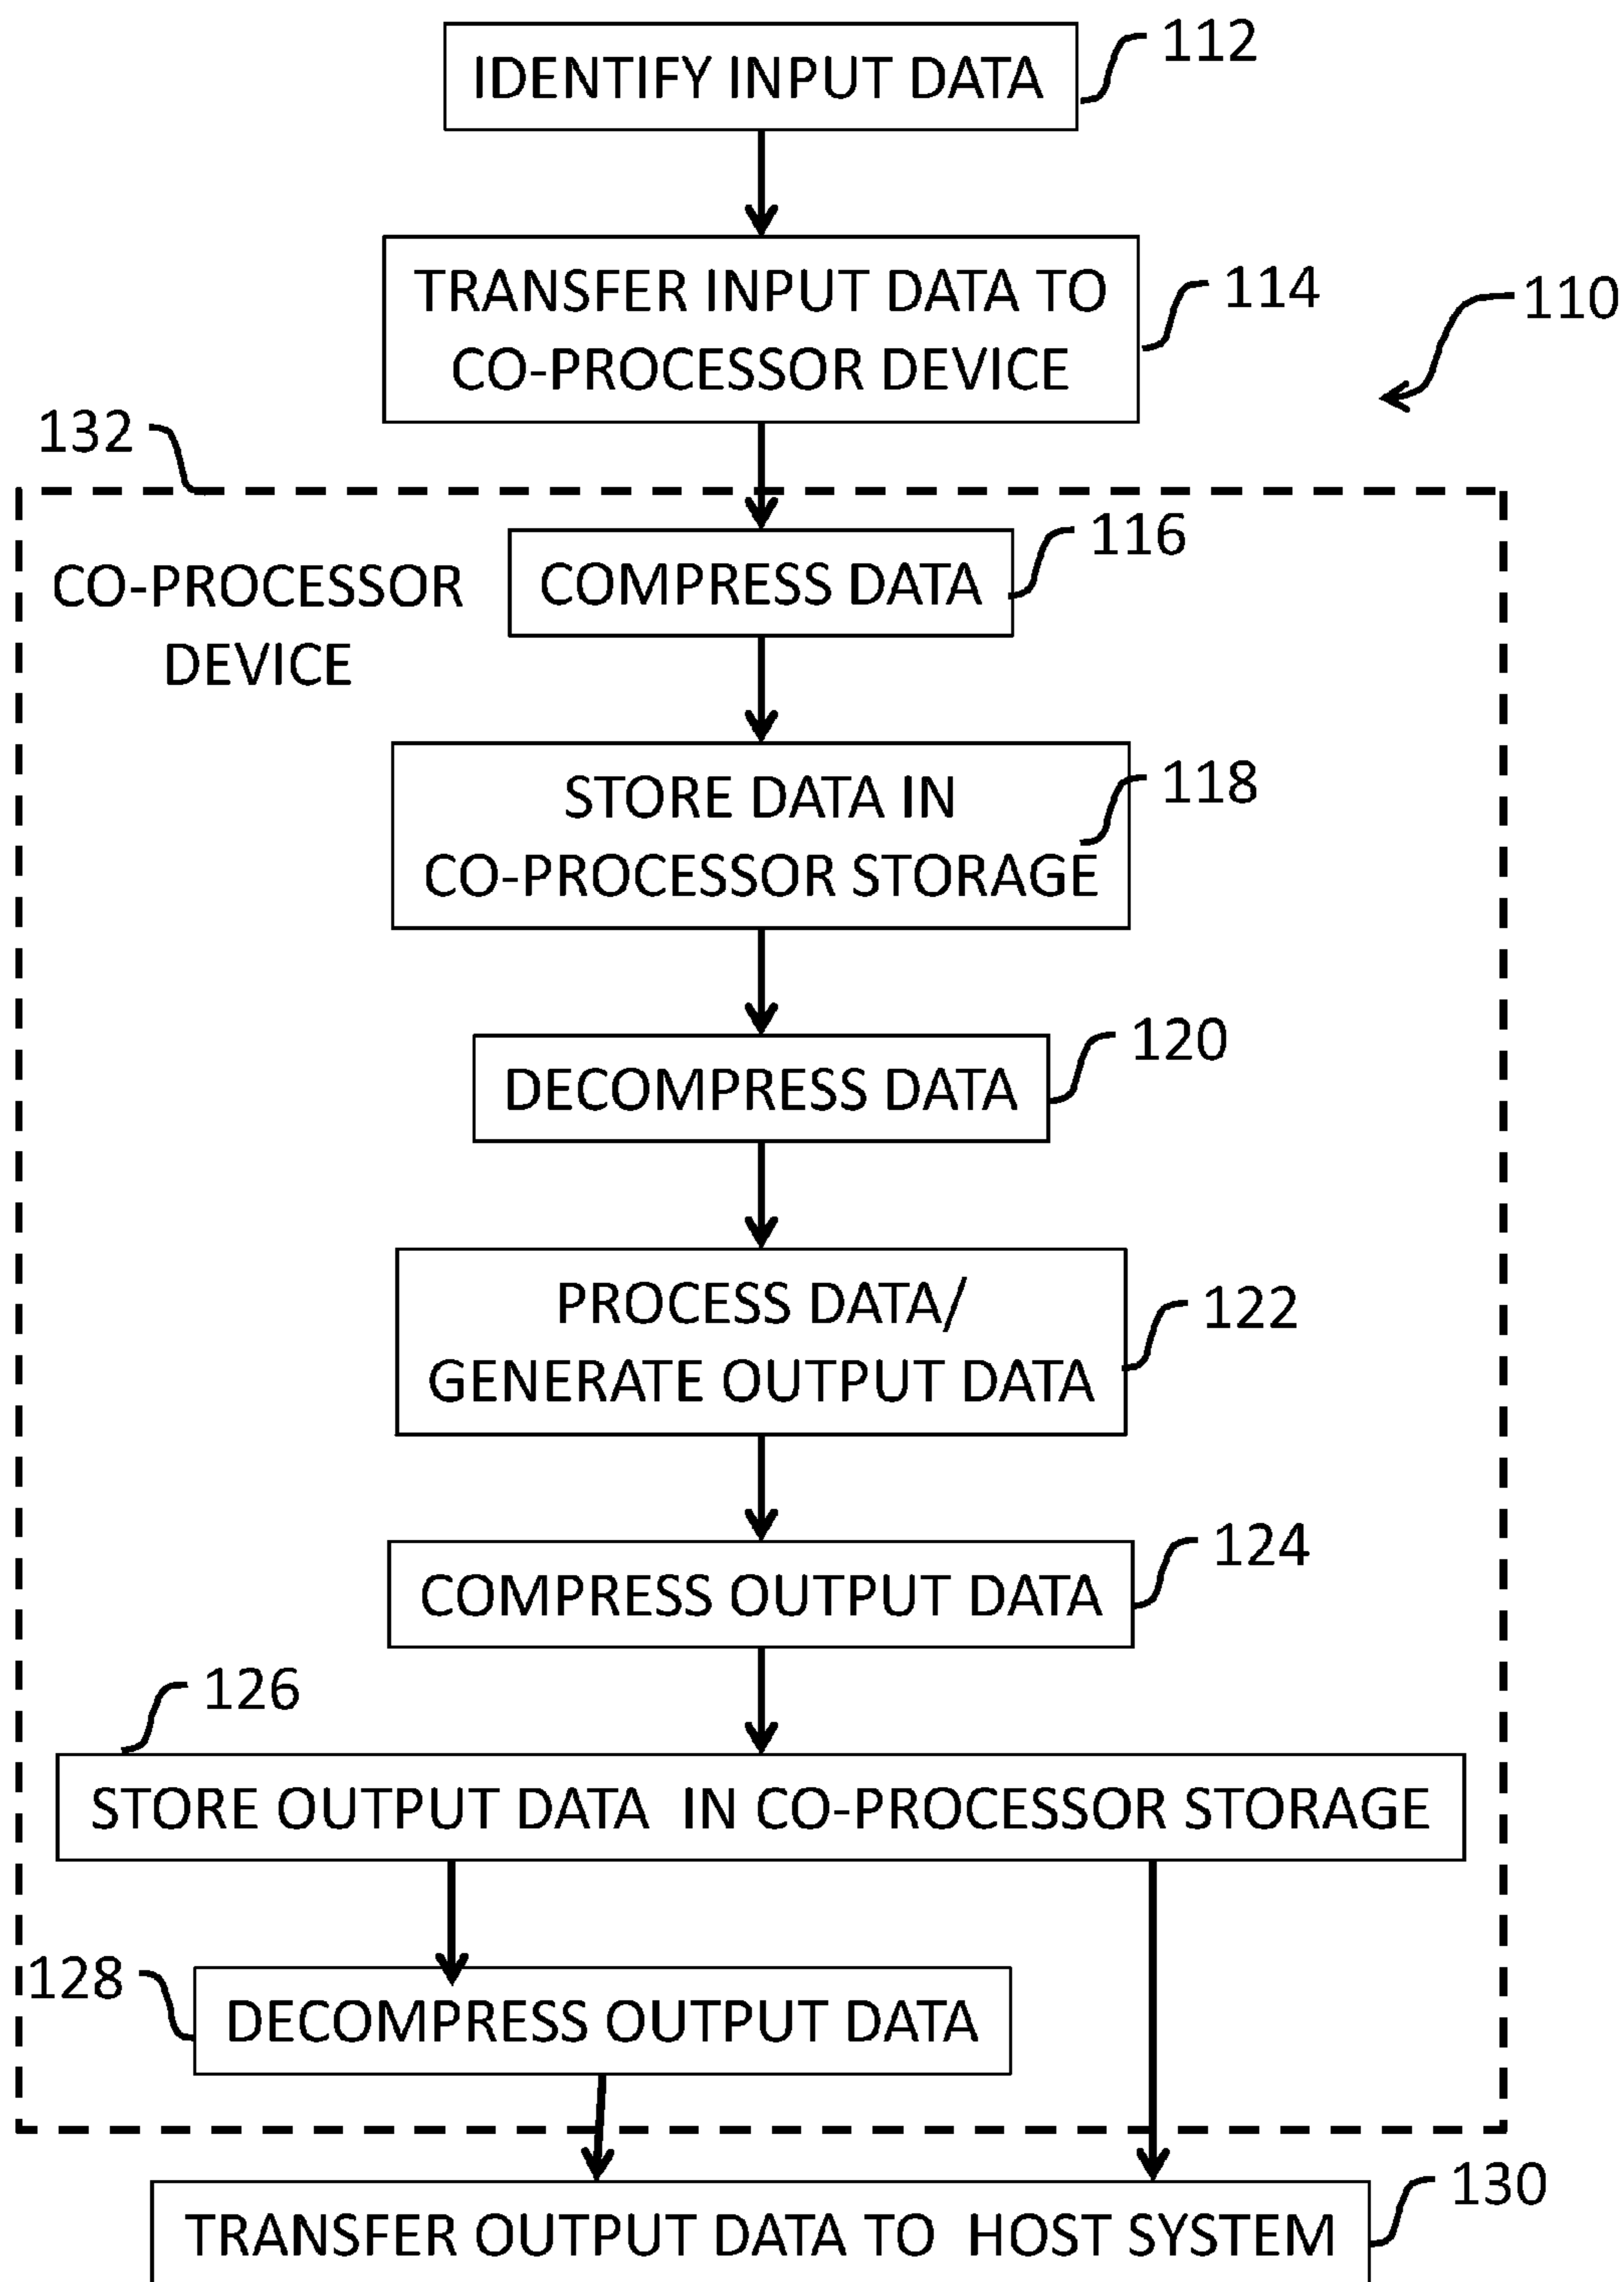 IDENTIFY INPUT DATA
112
TRANSFER INPUT DATA TO
CO-PROCESSOR DEVICE
114
110
132
CO-PROCESSOR
DEVICE
COMPRESS DATA
116
STORE DATA IN
CO-PROCESSOR STORAGE
118
DECOMPRESS DATA
120
PROCESS DATA/
GENERATE OUTPUT DATA
122
COMPRESS OUTPUT DATA
124
126
STORE OUTPUT DATA IN CO-PROCESSOR STORAGE
128
DECOMPRESS OUTPUT DATA
TRANSFER OUTPUT DATA TO HOST SYSTEM
130